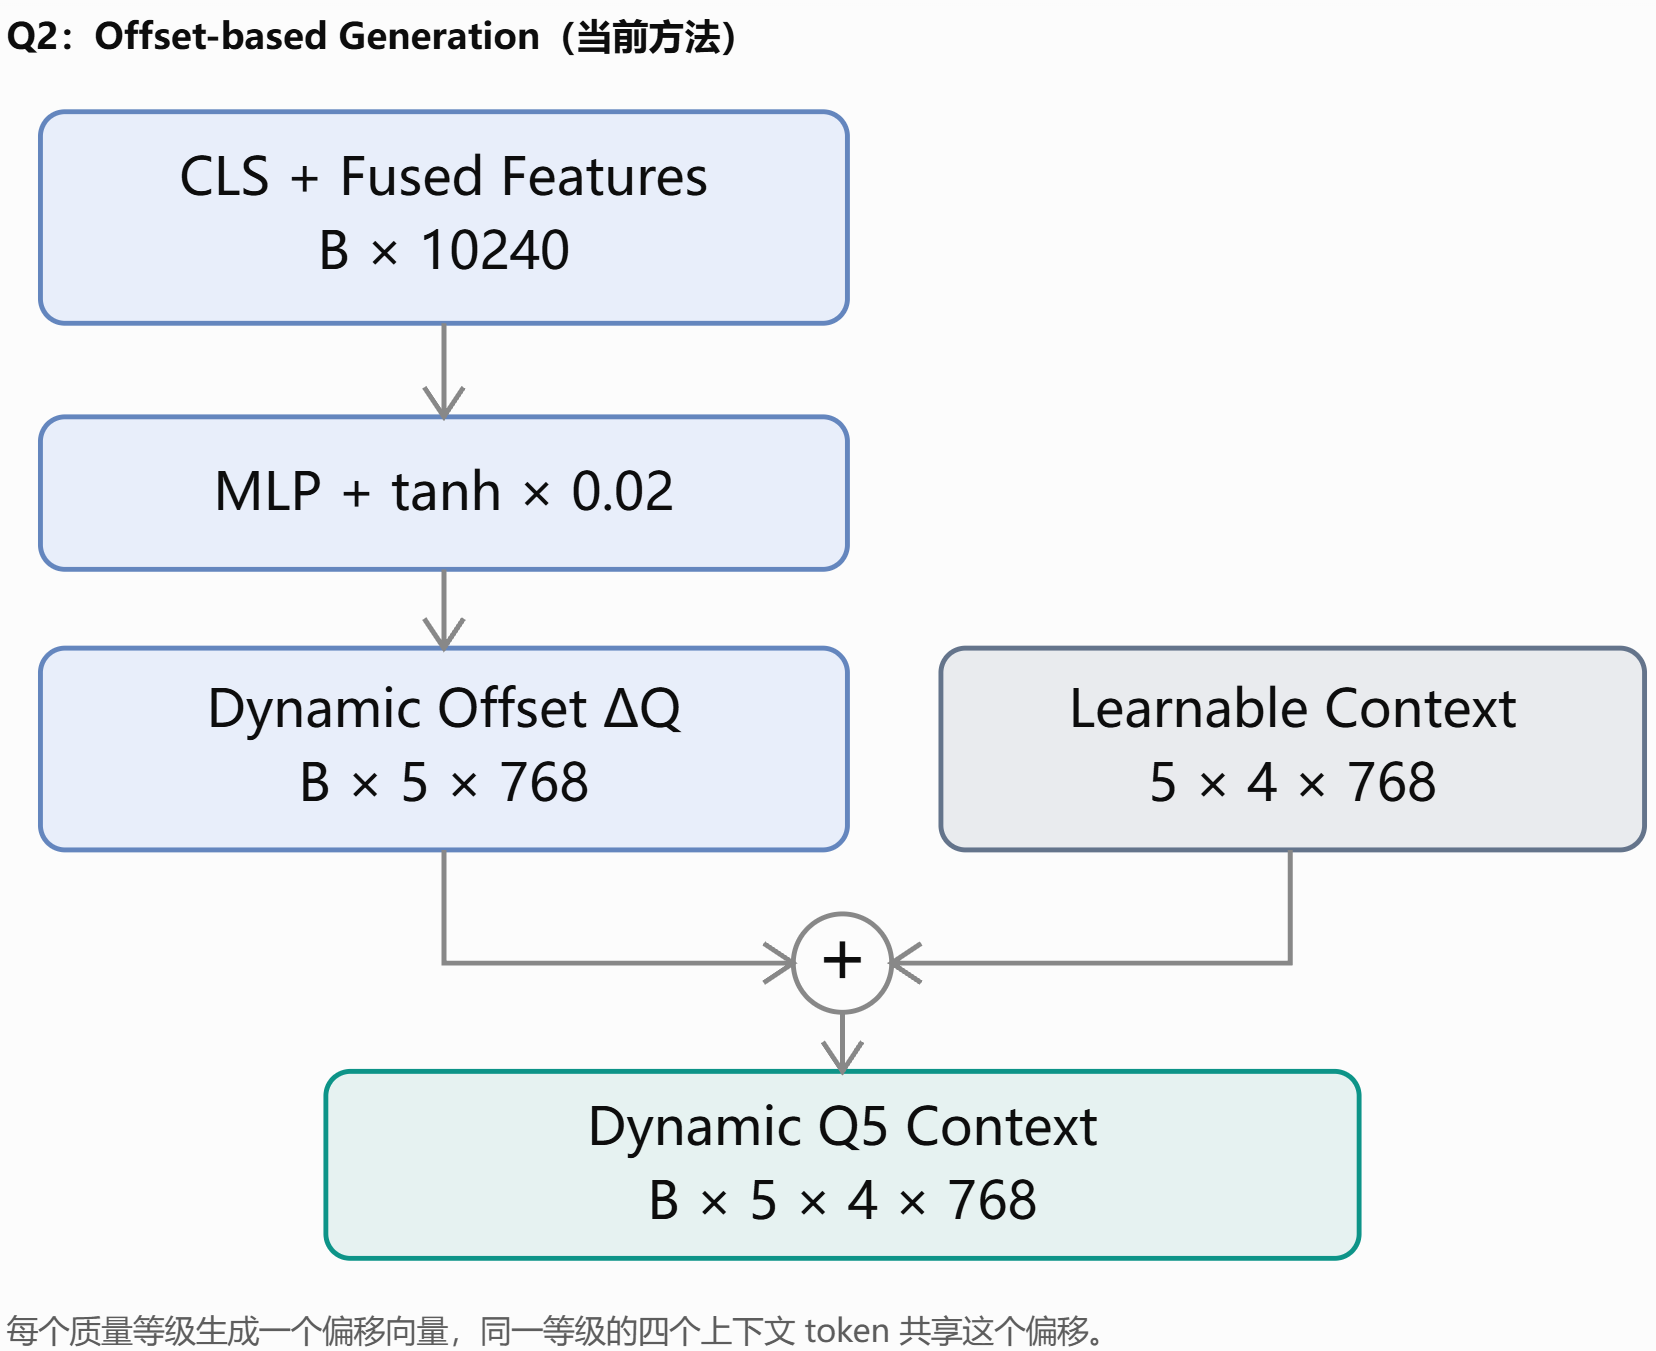 Q2：Offset-based Generation（当前方法）
CLS + Fused Features
B × 10240
MLP + tanh × 0.02
Dynamic Offset ΔQ
B × 5 × 768
Learnable Context
5 × 4 × 768
+
Dynamic Q5 Context
B × 5 × 4 × 768
每个质量等级生成一个偏移向量，同一等级的四个上下文 token 共享这个偏移。